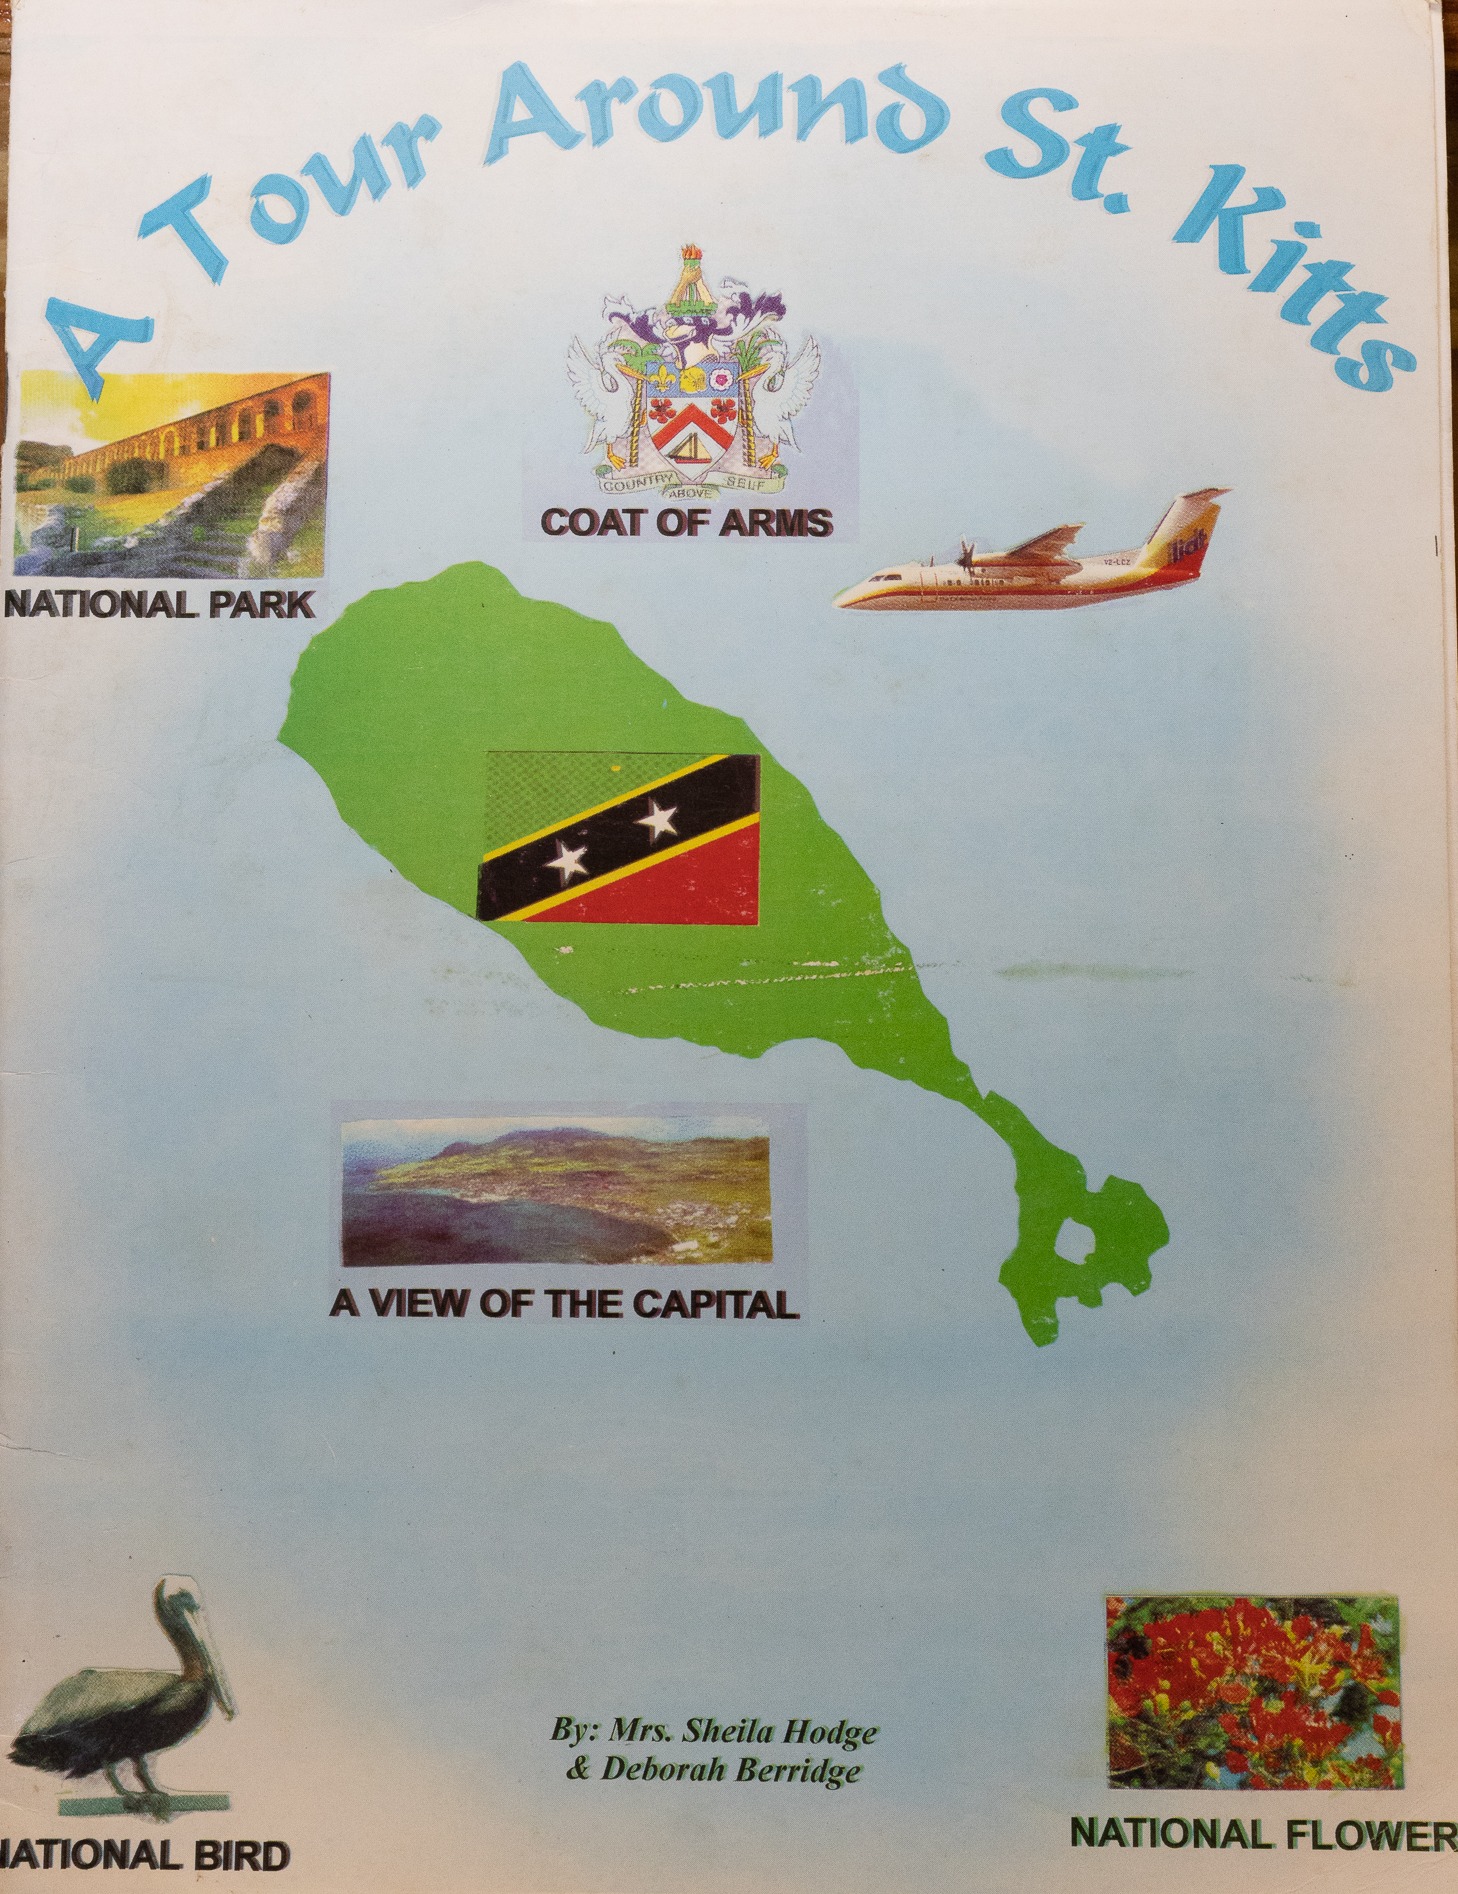 A Tour Around St. Kitts
COUNTRY ABOVE SELF
COAT OF ARMS
liat
V2-LCZ
NATIONAL PARK
A VIEW OF THE CAPITAL
By: Mrs. Sheila Hodge
& Deborah Berridge
NATIONAL BIRD
NATIONAL FLOWER